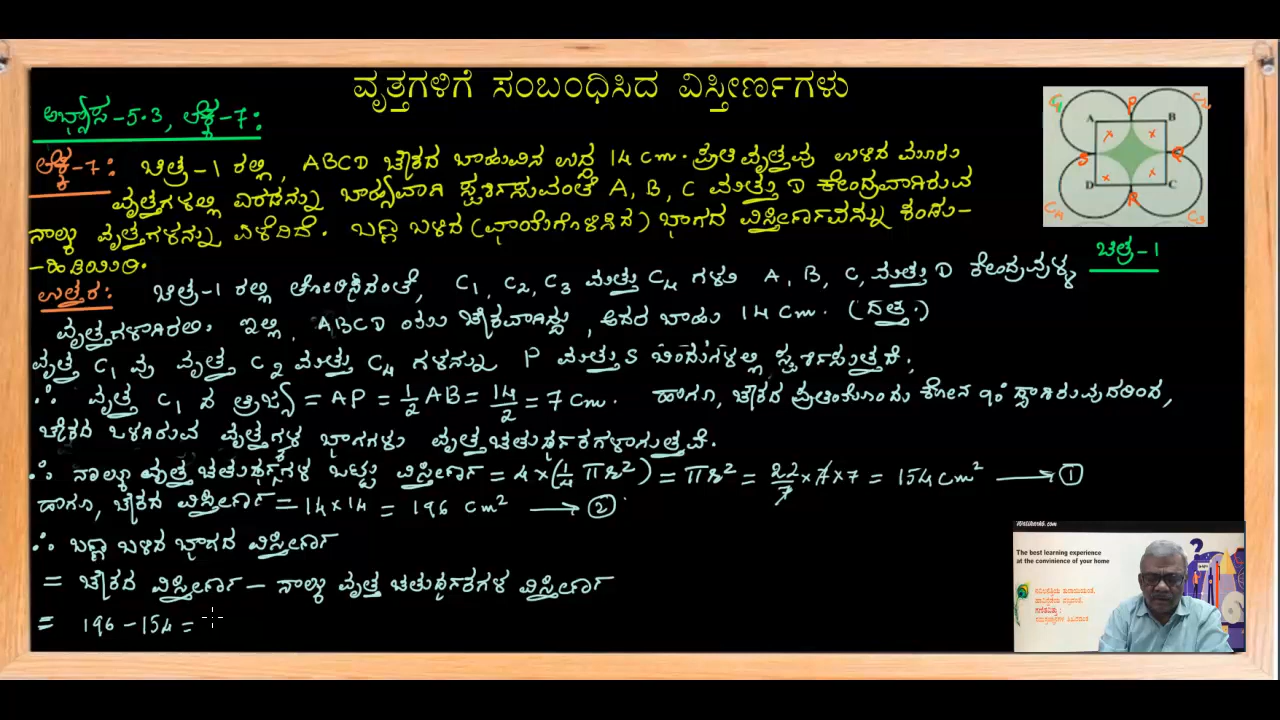 ವೃತ್ತಗಳಿಗೆ ಸಂಬಂಧಿಸಿದ ವಿಸ್ತೀರ್ಣಗಳು
ಅಭ್ಯಾಸ-5.3, ಲೆಕ್ಕ-7:
ಲೆಕ್ಕ-7: ಚಿತ್ರ-1 ರಲ್ಲಿ, ABCD ಚೌಕದ ಬಾಹುವಿನ ಉದ್ದ 14 cm. ಪ್ರತಿ ವೃತ್ತವು ಉಳಿದ ಮೂರು
ವೃತ್ತಗಳಲ್ಲಿ ಎರಡನ್ನು ಬಾಹ್ಯವಾಗಿ ಸ್ಪರ್ಶಿಸುವಂತೆ A, B, C ಮತ್ತು D ಕೇಂದ್ರವಾಗಿರುವ
ನಾಲ್ಕು ವೃತ್ತಗಳನ್ನು ಎಳೆದಿದೆ. ಬಣ್ಣ ಬಳಿದ (ಛಾಯೆಗೊಳಿಸಿದ) ಭಾಗದ ವಿಸ್ತೀರ್ಣವನ್ನು ಕಂಡು-
-ಹಿಡಿಯಿರಿ.
C1 P C2
A B
S Q
D C
C4 R C3
ಚಿತ್ರ-1
ಉತ್ತರ: ಚಿತ್ರ-1 ರಲ್ಲಿ ತೋರಿಸಿದಂತೆ, C1, C2, C3 ಮತ್ತು C4 ಗಳು A, B, C, ಮತ್ತು D ಕೇಂದ್ರವುಳ್ಳ
ವೃತ್ತಗಳಾಗಿರಲಿ. ಇಲ್ಲಿ, ABCD ಯು ಚೌಕವಾಗಿದ್ದು, ಅದರ ಬಾಹು 14 cm. (ದತ್ತ.)
ವೃತ್ತ C1 ವು ವೃತ್ತ C2 ಮತ್ತು C4 ಗಳನ್ನು P ಮತ್ತು S ಬಿಂದುಗಳಲ್ಲಿ ಸ್ಪರ್ಶಿಸುತ್ತದೆ.
∴ ವೃತ್ತ C1 ದ ತ್ರಿಜ್ಯ = AP = 1/2 AB = 14/2 = 7 cm. ಹಾಗೂ, ಚೌಕದ ಪ್ರತಿಯೊಂದು ಕೋನ 90° ಆಗಿರುವುದರಿಂದ,
ಚೌಕದ ಒಳಗಿರುವ ವೃತ್ತಗಳ ಭಾಗಗಳು ವೃತ್ತ ಚತುರ್ಥಕಗಳಾಗುತ್ತವೆ.
∴ ನಾಲ್ಕು ವೃತ್ತ ಚತುರ್ಥಕಗಳ ಒಟ್ಟು ವಿಸ್ತೀರ್ಣ = 4 × (1/4 πr²) = πr² = 22/7 × 7 × 7 = 154 cm² → ①
ಹಾಗೂ, ಚೌಕದ ವಿಸ್ತೀರ್ಣ = 14 × 14 = 196 cm² → ②
∴ ಬಣ್ಣ ಬಳಿದ ಭಾಗದ ವಿಸ್ತೀರ್ಣ
= ಚೌಕದ ವಿಸ್ತೀರ್ಣ - ನಾಲ್ಕು ವೃತ್ತ ಚತುರ್ಥಕಗಳ ವಿಸ್ತೀರ್ಣ
= 196 - 154 =
The best learning experience
at the convinience of your home